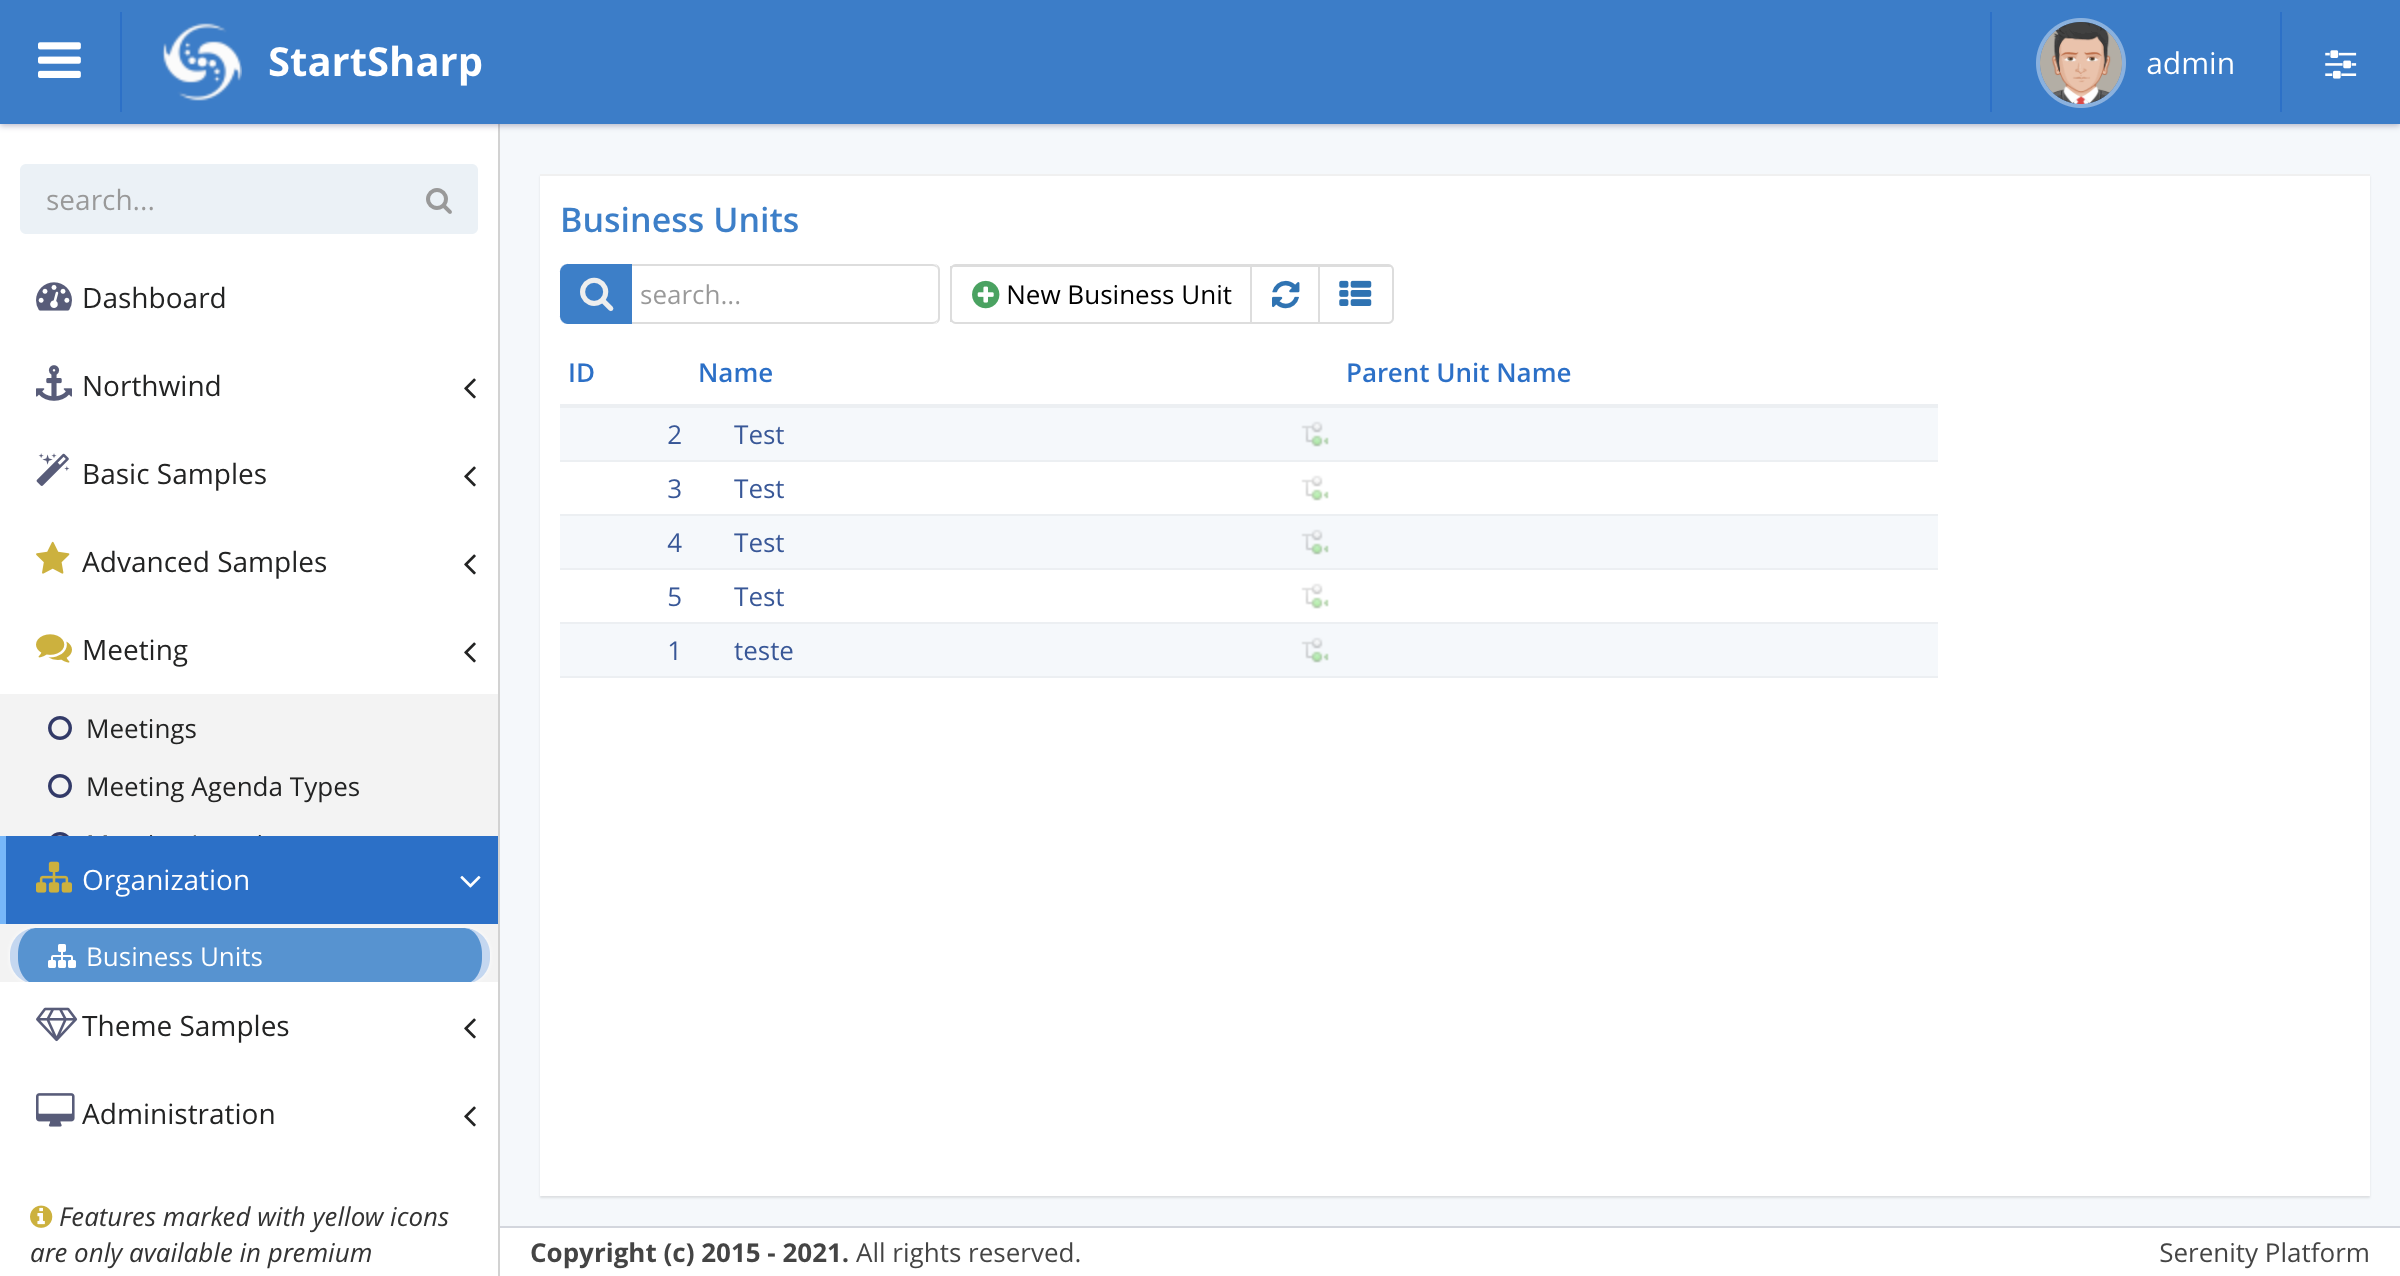 StartSharp
admin
search...
Dashboard
Northwind
Basic Samples
Advanced Samples
Meeting
Meetings
Meeting Agenda Types
Organization
Business Units
Theme Samples
Administration
Features marked with yellow icons
are only available in premium
Business Units
search...
New Business Unit
ID Name Parent Unit Name
2 Test
3 Test
4 Test
5 Test
1 teste
Copyright (c) 2015 - 2021. All rights reserved.
Serenity Platform